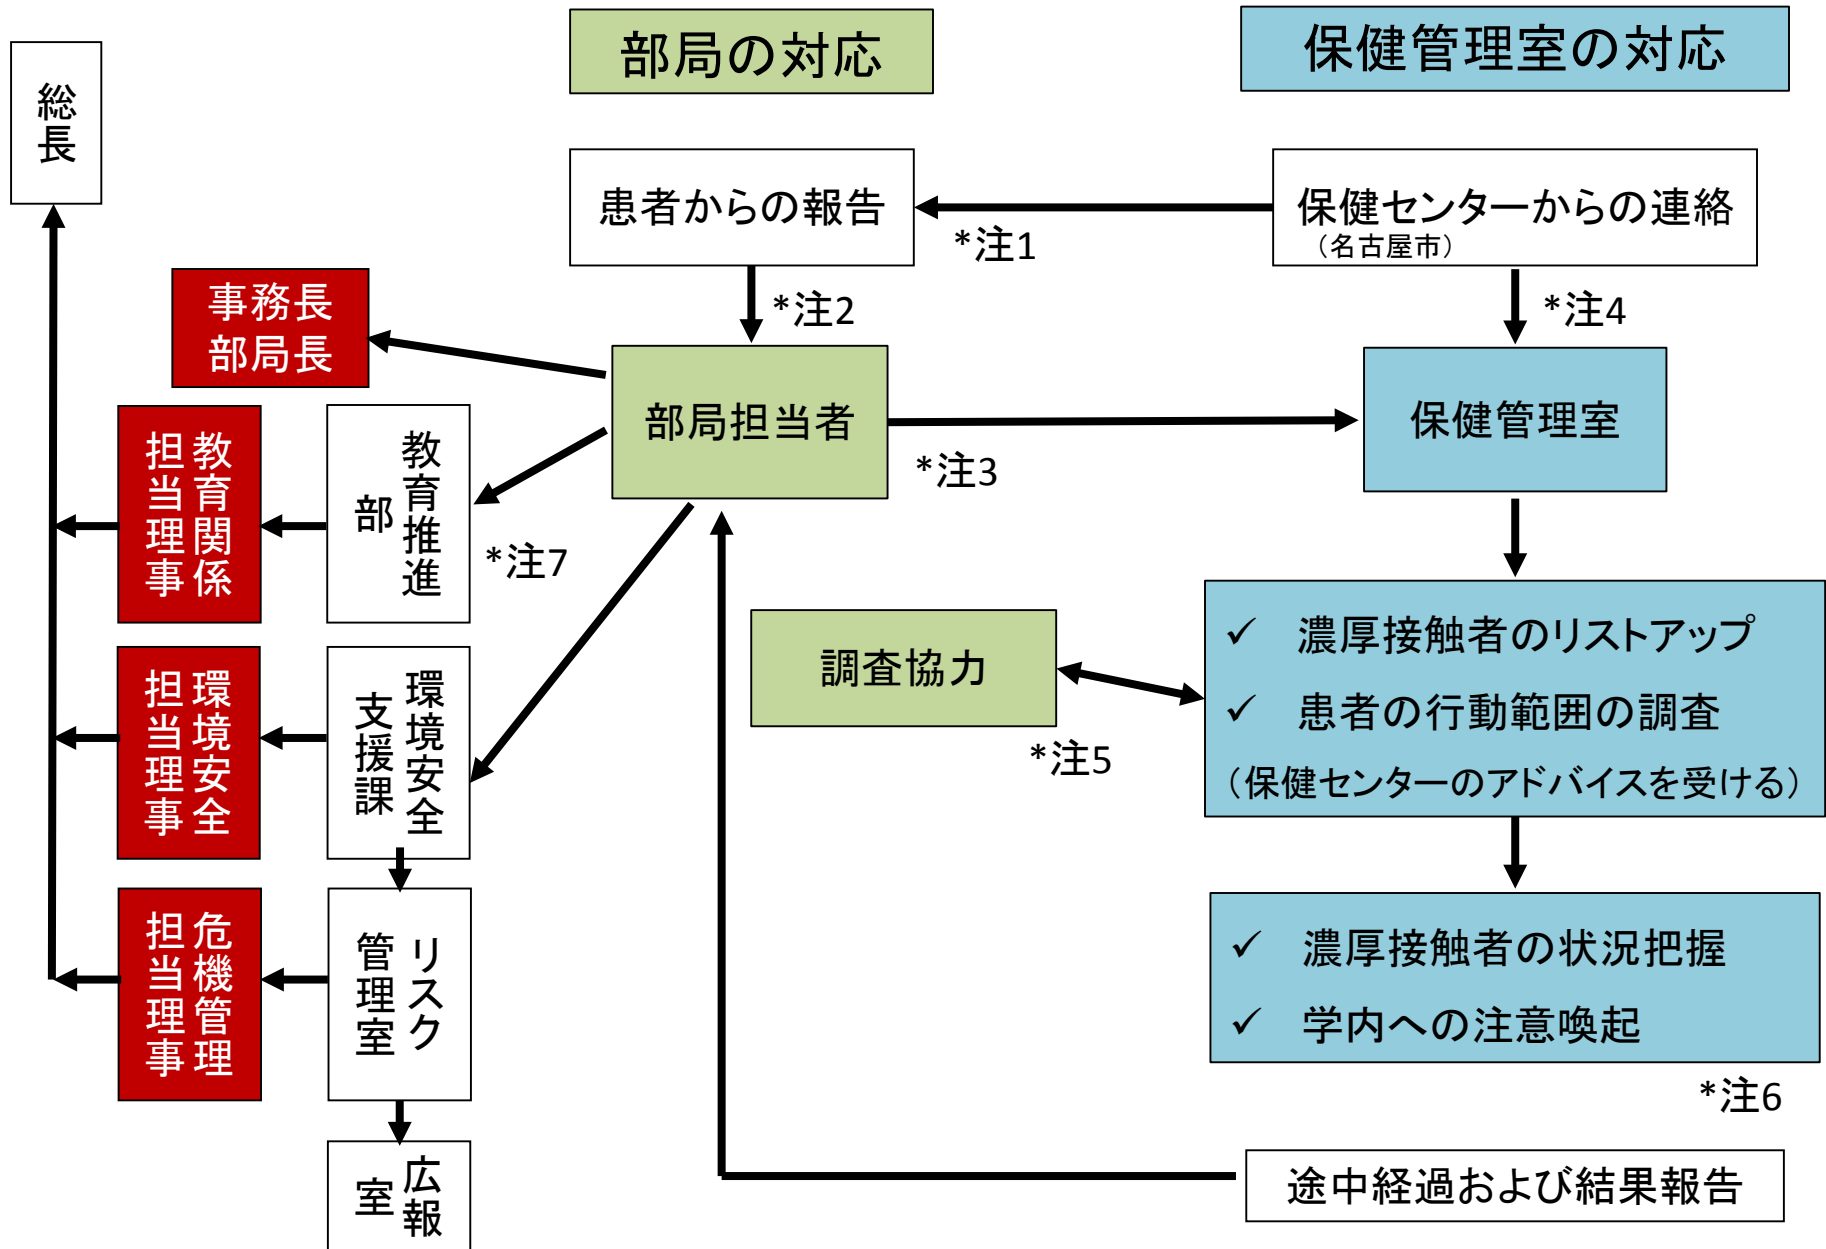 部局の対応
保健管理室の対応
総長
患者からの報告
保健センターからの連絡
（名古屋市）
*注1
*注2
*注4
事務長
部局長
部局担当者
保健管理室
*注3
教育関係
担当理事
教育推進
部
*注7
濃厚接触者のリストアップ
患者の行動範囲の調査
（保健センターのアドバイスを受ける）
調査協力
*注5
環境安全
担当理事
環境安全
支援課
危機管理
担当理事
リスク
管理室
濃厚接触者の状況把握
学内への注意喚起
*注6
広報
室
途中経過および結果報告